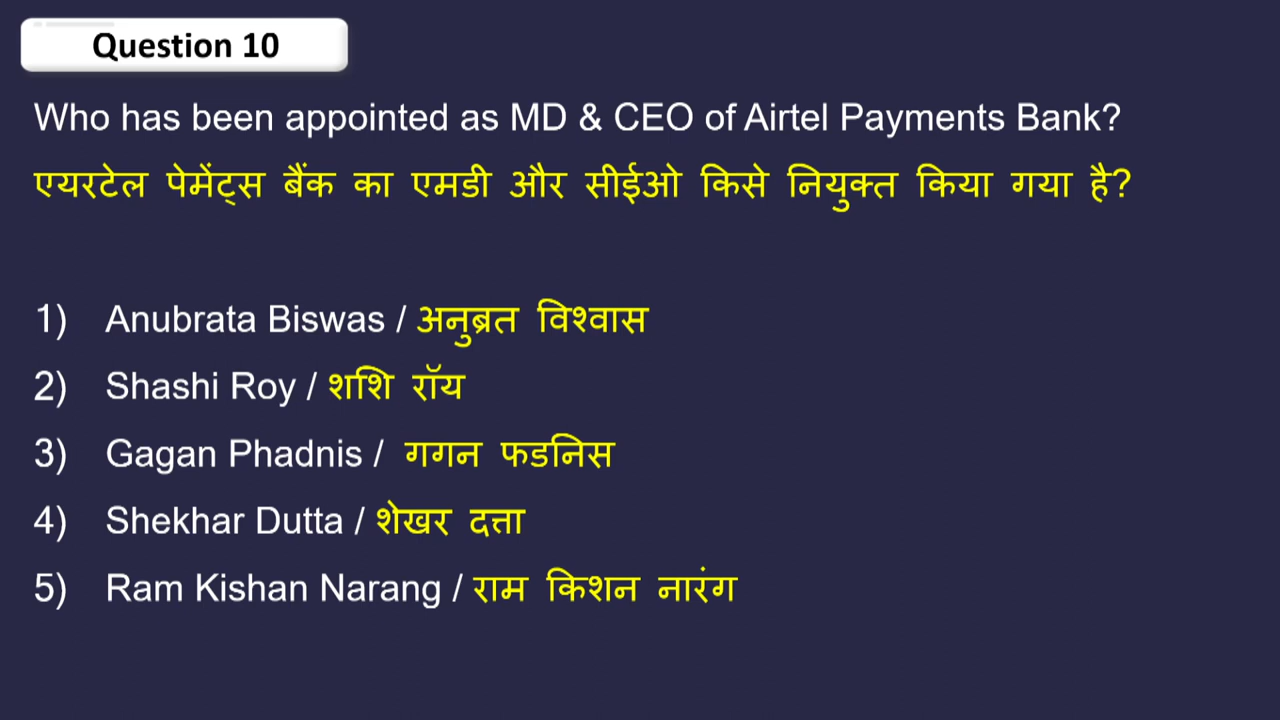 Question 10
Who has been appointed as MD & CEO of Airtel Payments Bank?
एयरटेल पेमेंट्स बैंक का एमडी और सीईओ किसे नियुक्त किया गया है?
1) Anubrata Biswas / अनुब्रत विश्वास
2) Shashi Roy / शशि रॉय
3) Gagan Phadnis / गगन फडनिस
4) Shekhar Dutta / शेखर दत्ता
5) Ram Kishan Narang / राम किशन नारंग